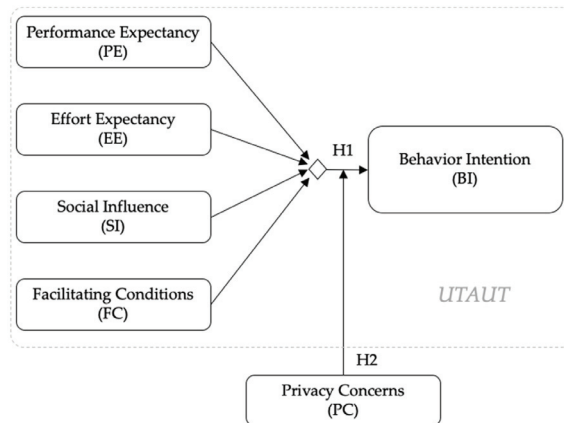 Performance Expectancy
(PE)
Effort Expectancy
(EE)
H1
Behavior Intention
(BI)
Social Influence
(SI)
Facilitating Conditions
(FC)
UTAUT
H2
Privacy Concerns
(PC)